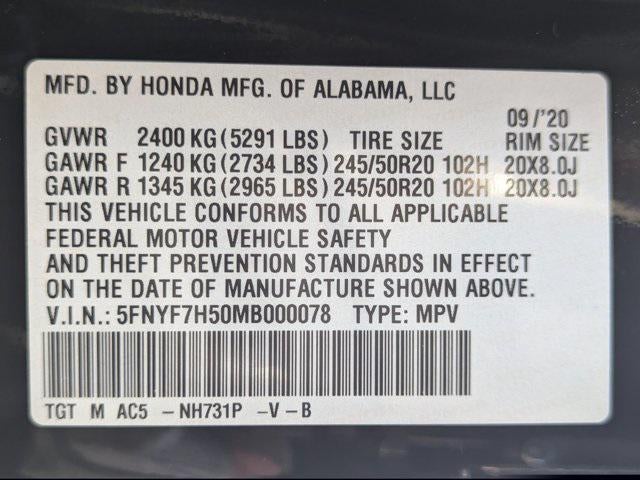 MFD. BY HONDA MFG. OF ALABAMA, LLC
09/'20
GVWR 2400 KG(5291 LBS) TIRE SIZE RIM SIZE
GAWR F 1240 KG(2734 LBS) 245/50R20 102H 20X8.0J
GAWR R 1345 KG(2965 LBS) 245/50R20 102H 20X8.0J
THIS VEHICLE CONFORMS TO ALL APPLICABLE
FEDERAL MOTOR VEHICLE SAFETY
AND THEFT PREVENTION STANDARDS IN EFFECT
ON THE DATE OF MANUFACTURE SHOWN ABOVE.
V.I.N.: 5FNYF7H50MB000078 TYPE: MPV
TGT M AC5 -NH731P -V-B